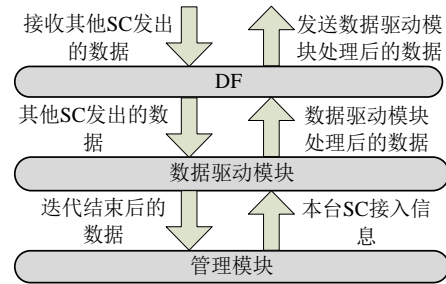 接收其他SC发出
的数据
发送数据驱动模
块处理后的数据
DF
其他SC发出的数
据
数据驱动模块
处理后的数据
数据驱动模块
迭代结束后的
数据
本台SC接入信
息
管理模块